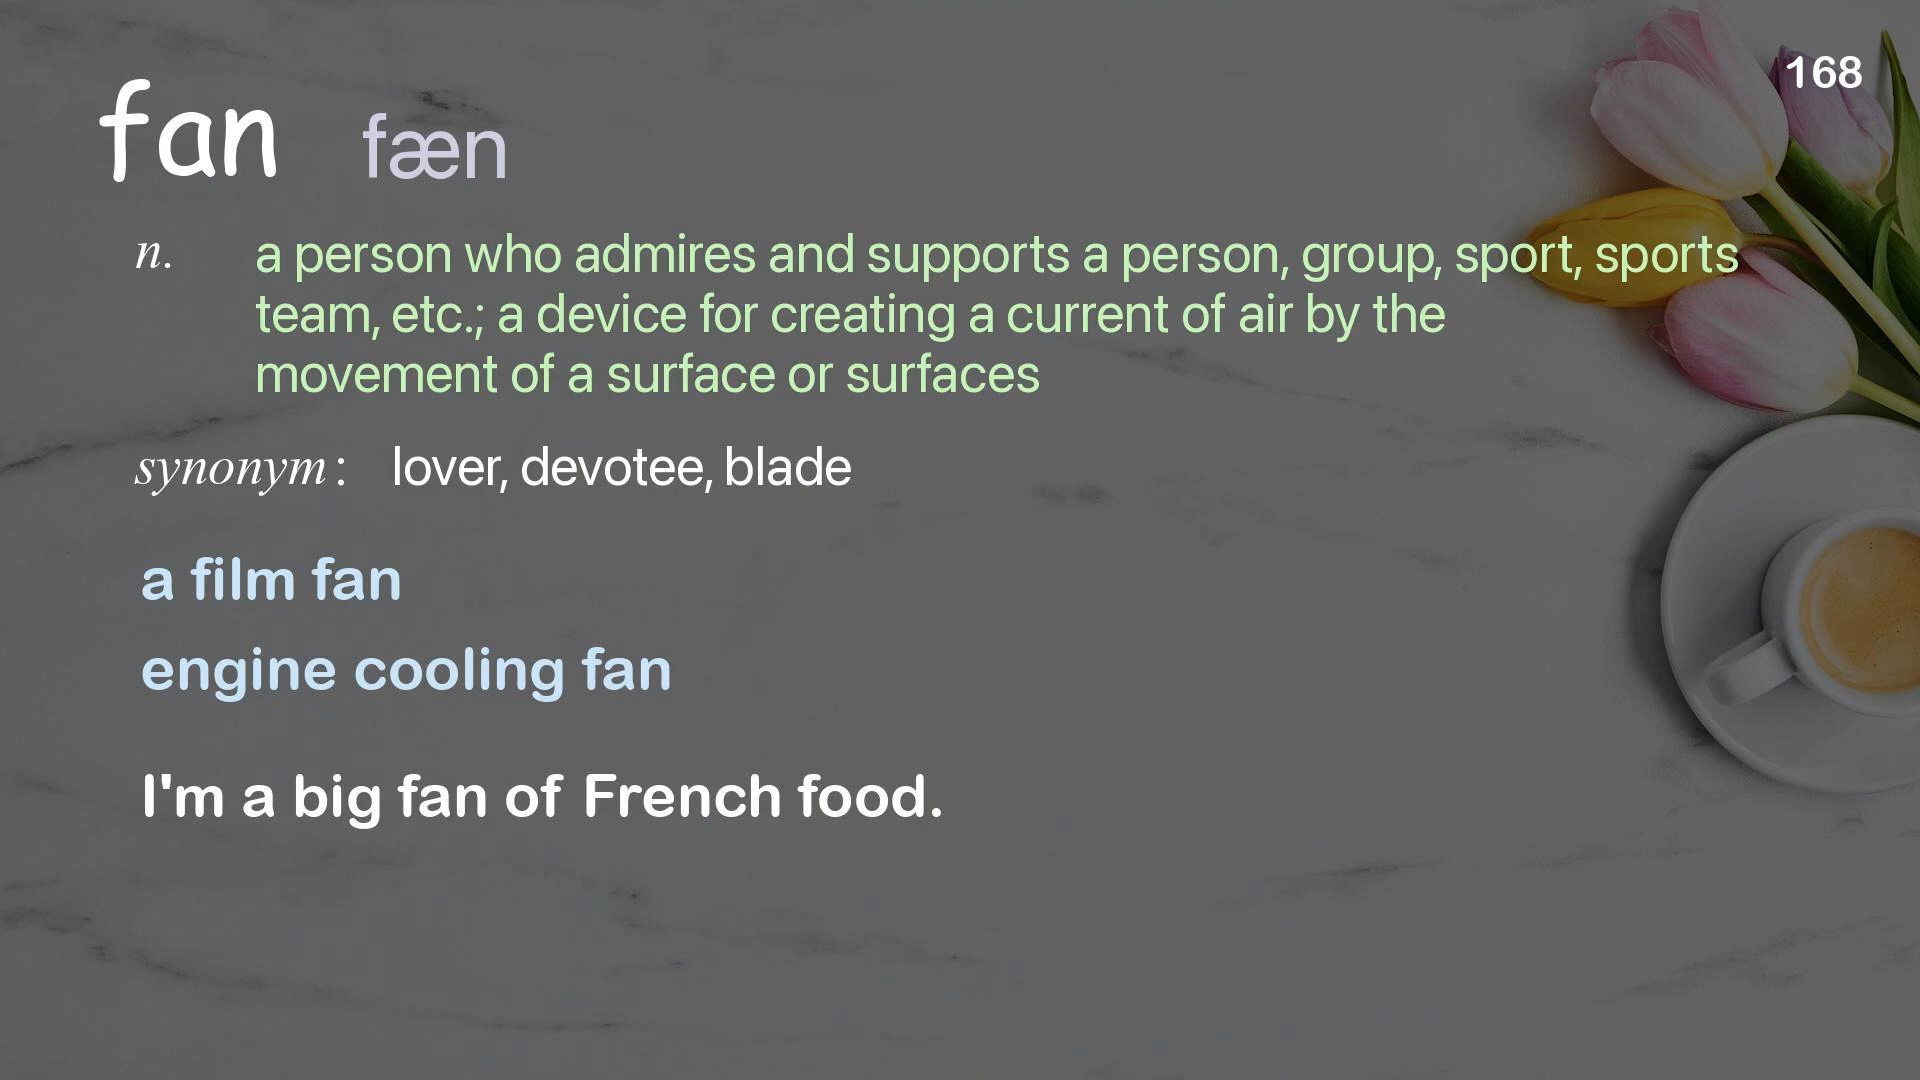 168
fan fæn
n. a person who admires and supports a person, group, sport, sports
team, etc.; a device for creating a current of air by the
movement of a surface or surfaces
synonym: lover, devotee, blade
a film fan
engine cooling fan
I'm a big fan of French food.